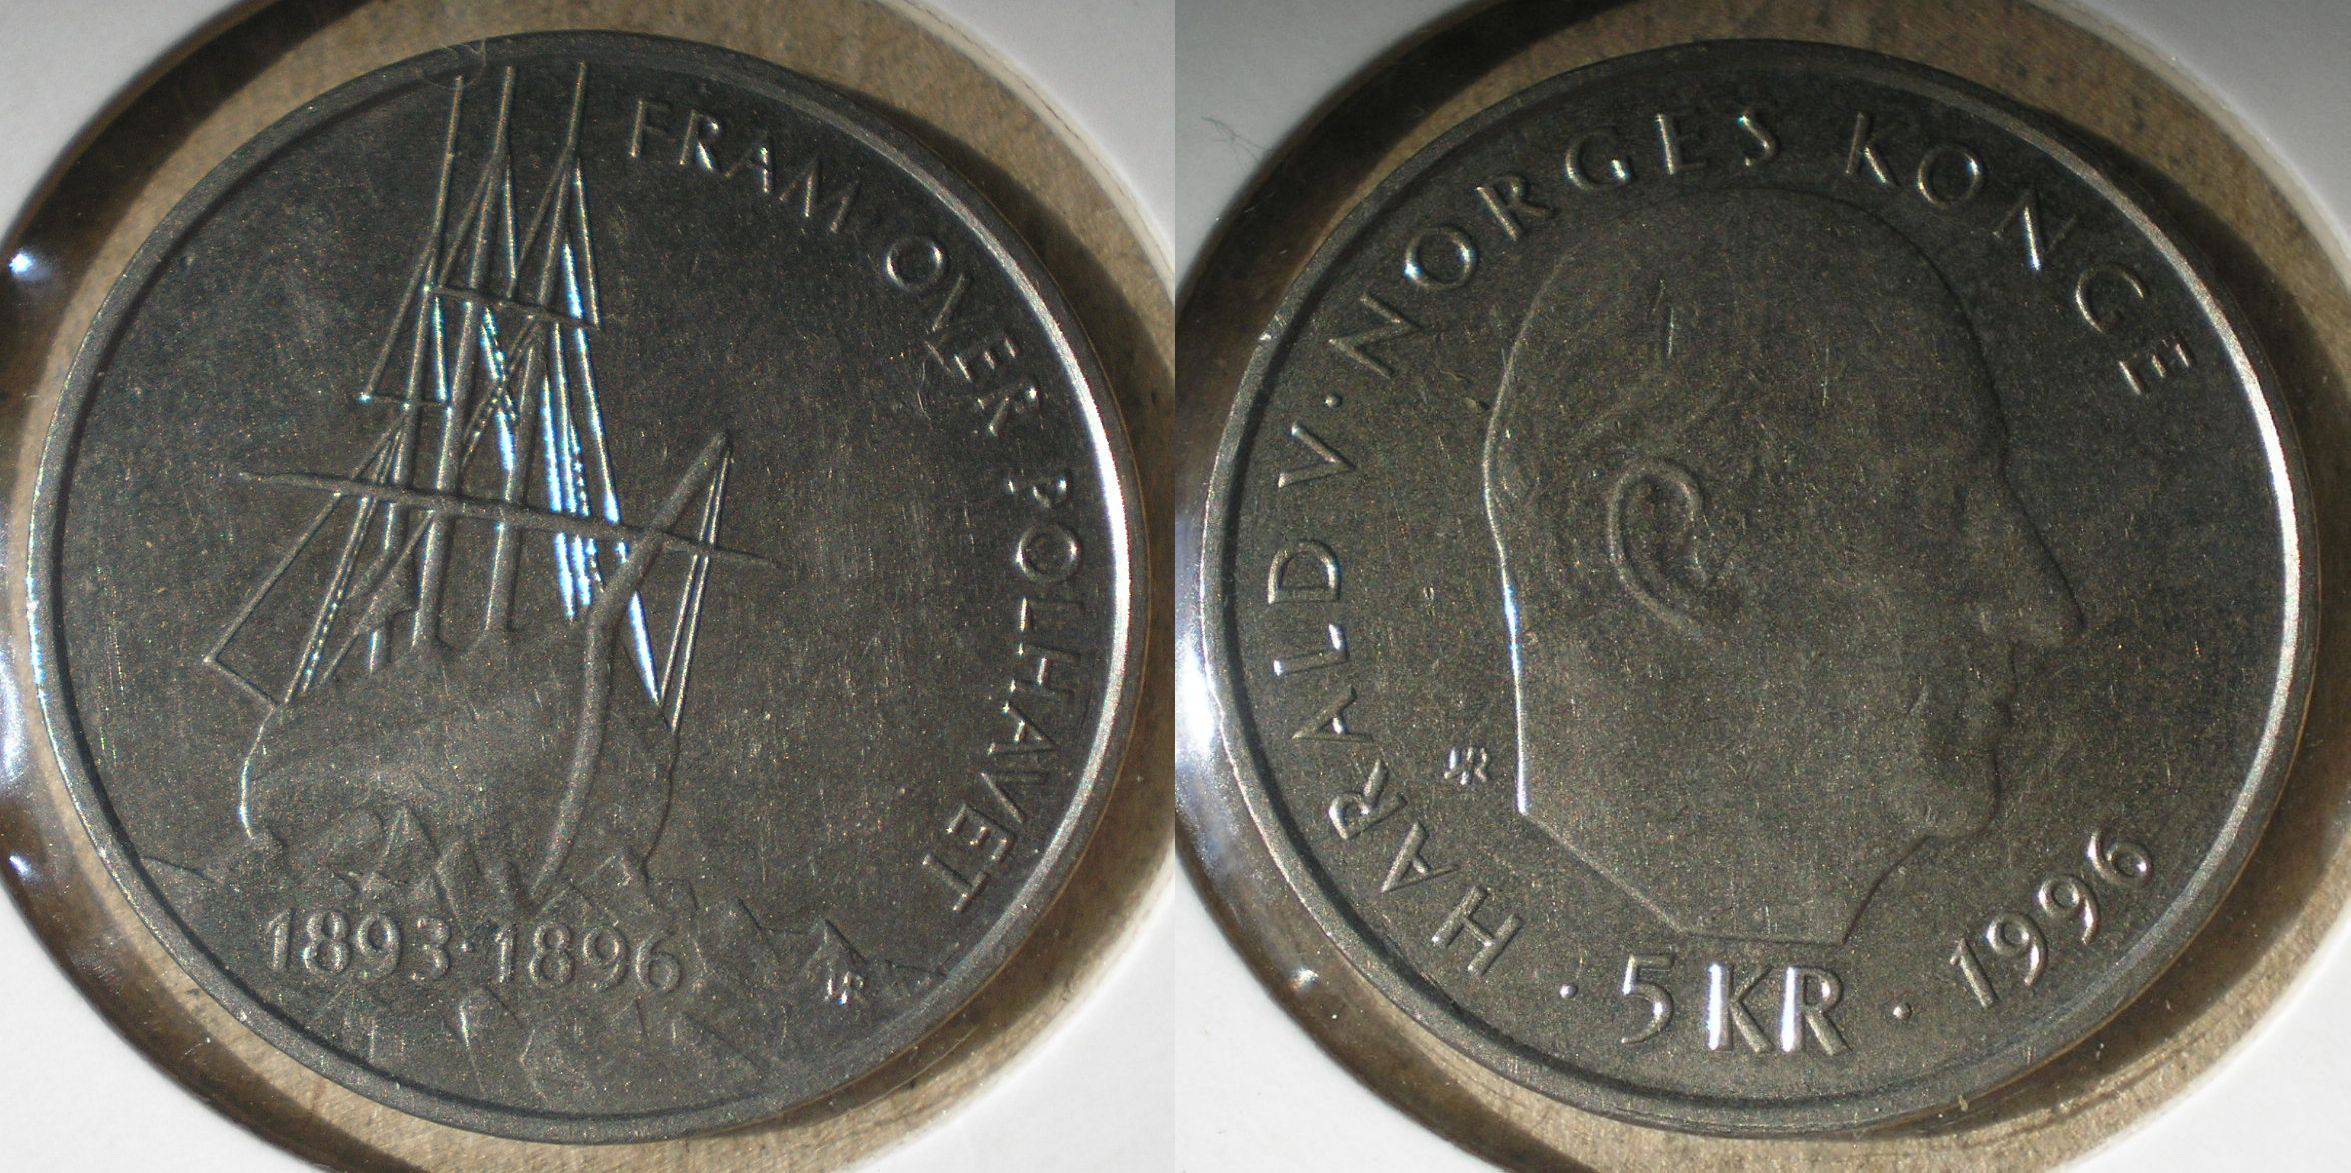 FRAM OVER POLHAVET
1893·1896
HARALD V · NORGES KONGE
· 5 KR · 1996